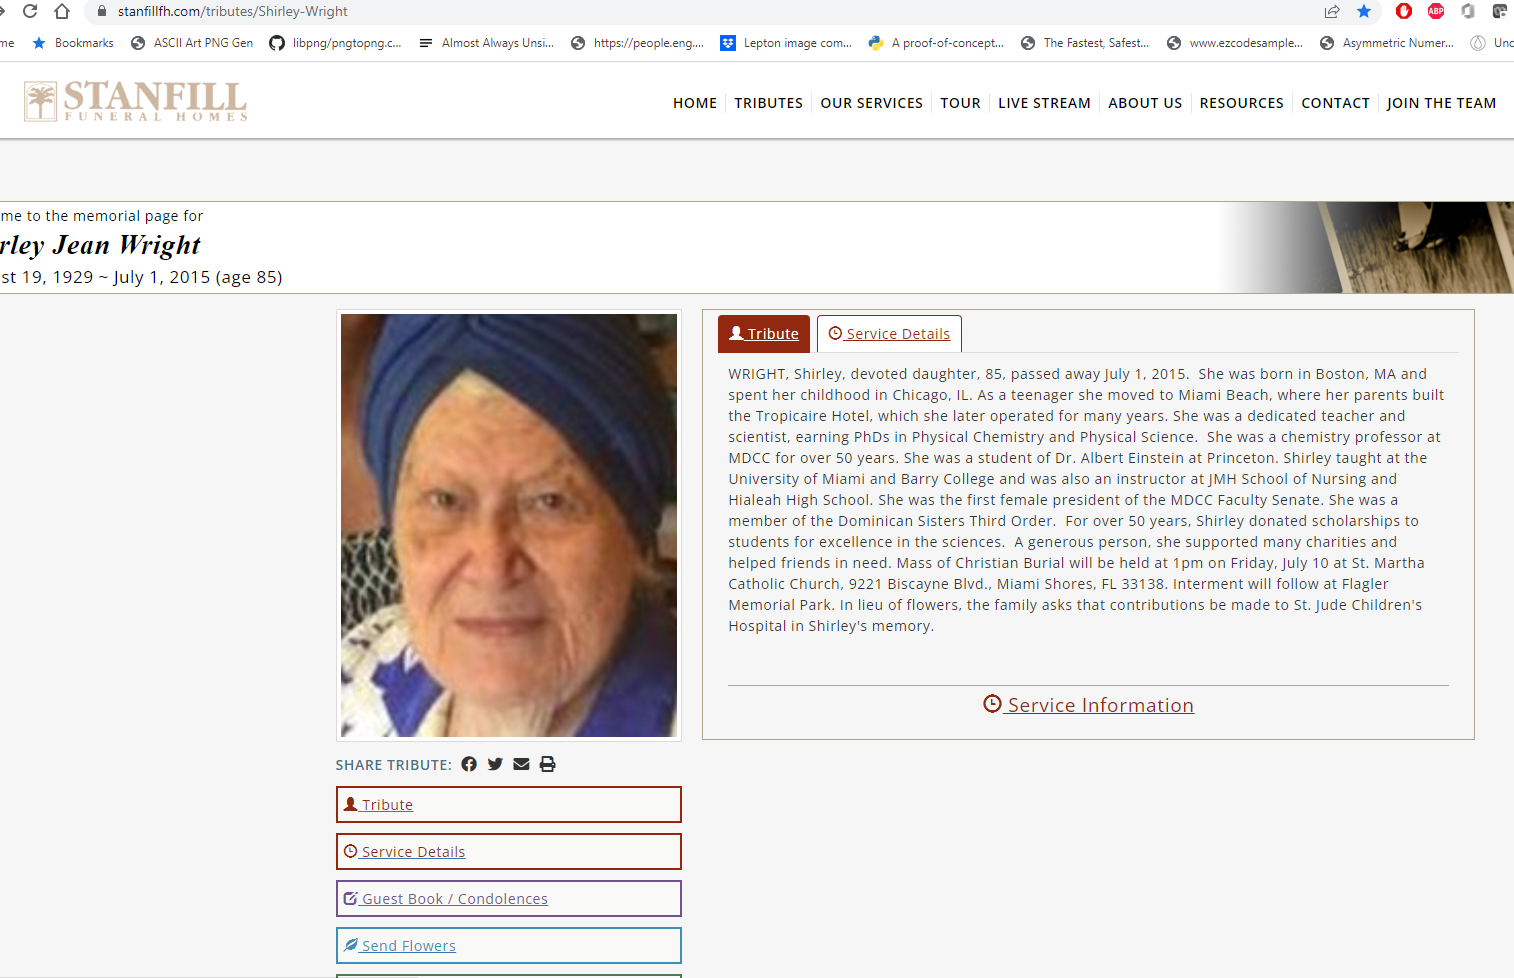 stanfillfh.com/tributes/Shirley-Wright
ABP
me Bookmarks ASCII Art PNG Gen libpng/pngtopng.c... Almost Always Unsi... https://people.eng.... Lepton image com... A proof-of-concept... The Fastest, Safest... www.ezcodesample... Asymmetric Numer... Unc
STANFILL
FUNERAL HOMES
HOME TRIBUTES OUR SERVICES TOUR LIVE STREAM ABOUT US RESOURCES CONTACT JOIN THE TEAM
me to the memorial page for
rley Jean Wright
st 19, 1929 ~ July 1, 2015 (age 85)
Tribute Service Details
WRIGHT, Shirley, devoted daughter, 85, passed away July 1, 2015. She was born in Boston, MA and
spent her childhood in Chicago, IL. As a teenager she moved to Miami Beach, where her parents built
the Tropicaire Hotel, which she later operated for many years. She was a dedicated teacher and
scientist, earning PhDs in Physical Chemistry and Physical Science. She was a chemistry professor at
MDCC for over 50 years. She was a student of Dr. Albert Einstein at Princeton. Shirley taught at the
University of Miami and Barry College and was also an instructor at JMH School of Nursing and
Hialeah High School. She was the first female president of the MDCC Faculty Senate. She was a
member of the Dominican Sisters Third Order. For over 50 years, Shirley donated scholarships to
students for excellence in the sciences. A generous person, she supported many charities and
helped friends in need. Mass of Christian Burial will be held at 1pm on Friday, July 10 at St. Martha
Catholic Church, 9221 Biscayne Blvd., Miami Shores, FL 33138. Interment will follow at Flagler
Memorial Park. In lieu of flowers, the family asks that contributions be made to St. Jude Children's
Hospital in Shirley's memory.
Service Information
SHARE TRIBUTE:
Tribute
Service Details
Guest Book / Condolences
Send Flowers